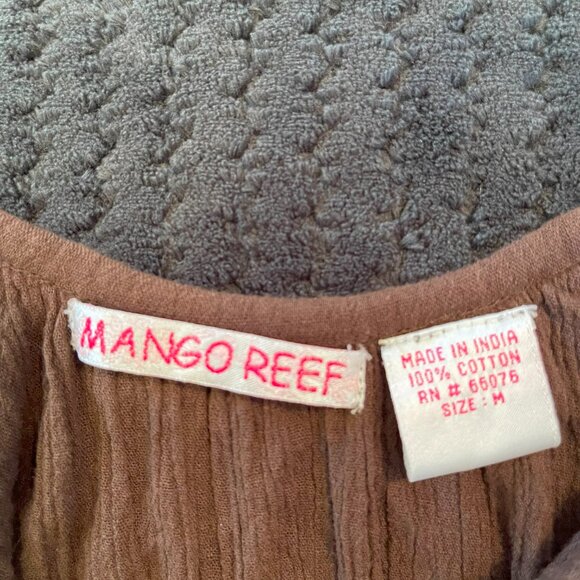 MANGO REEF
MADE IN INDIA
100% COTTON
RN # 65076
SIZE : M